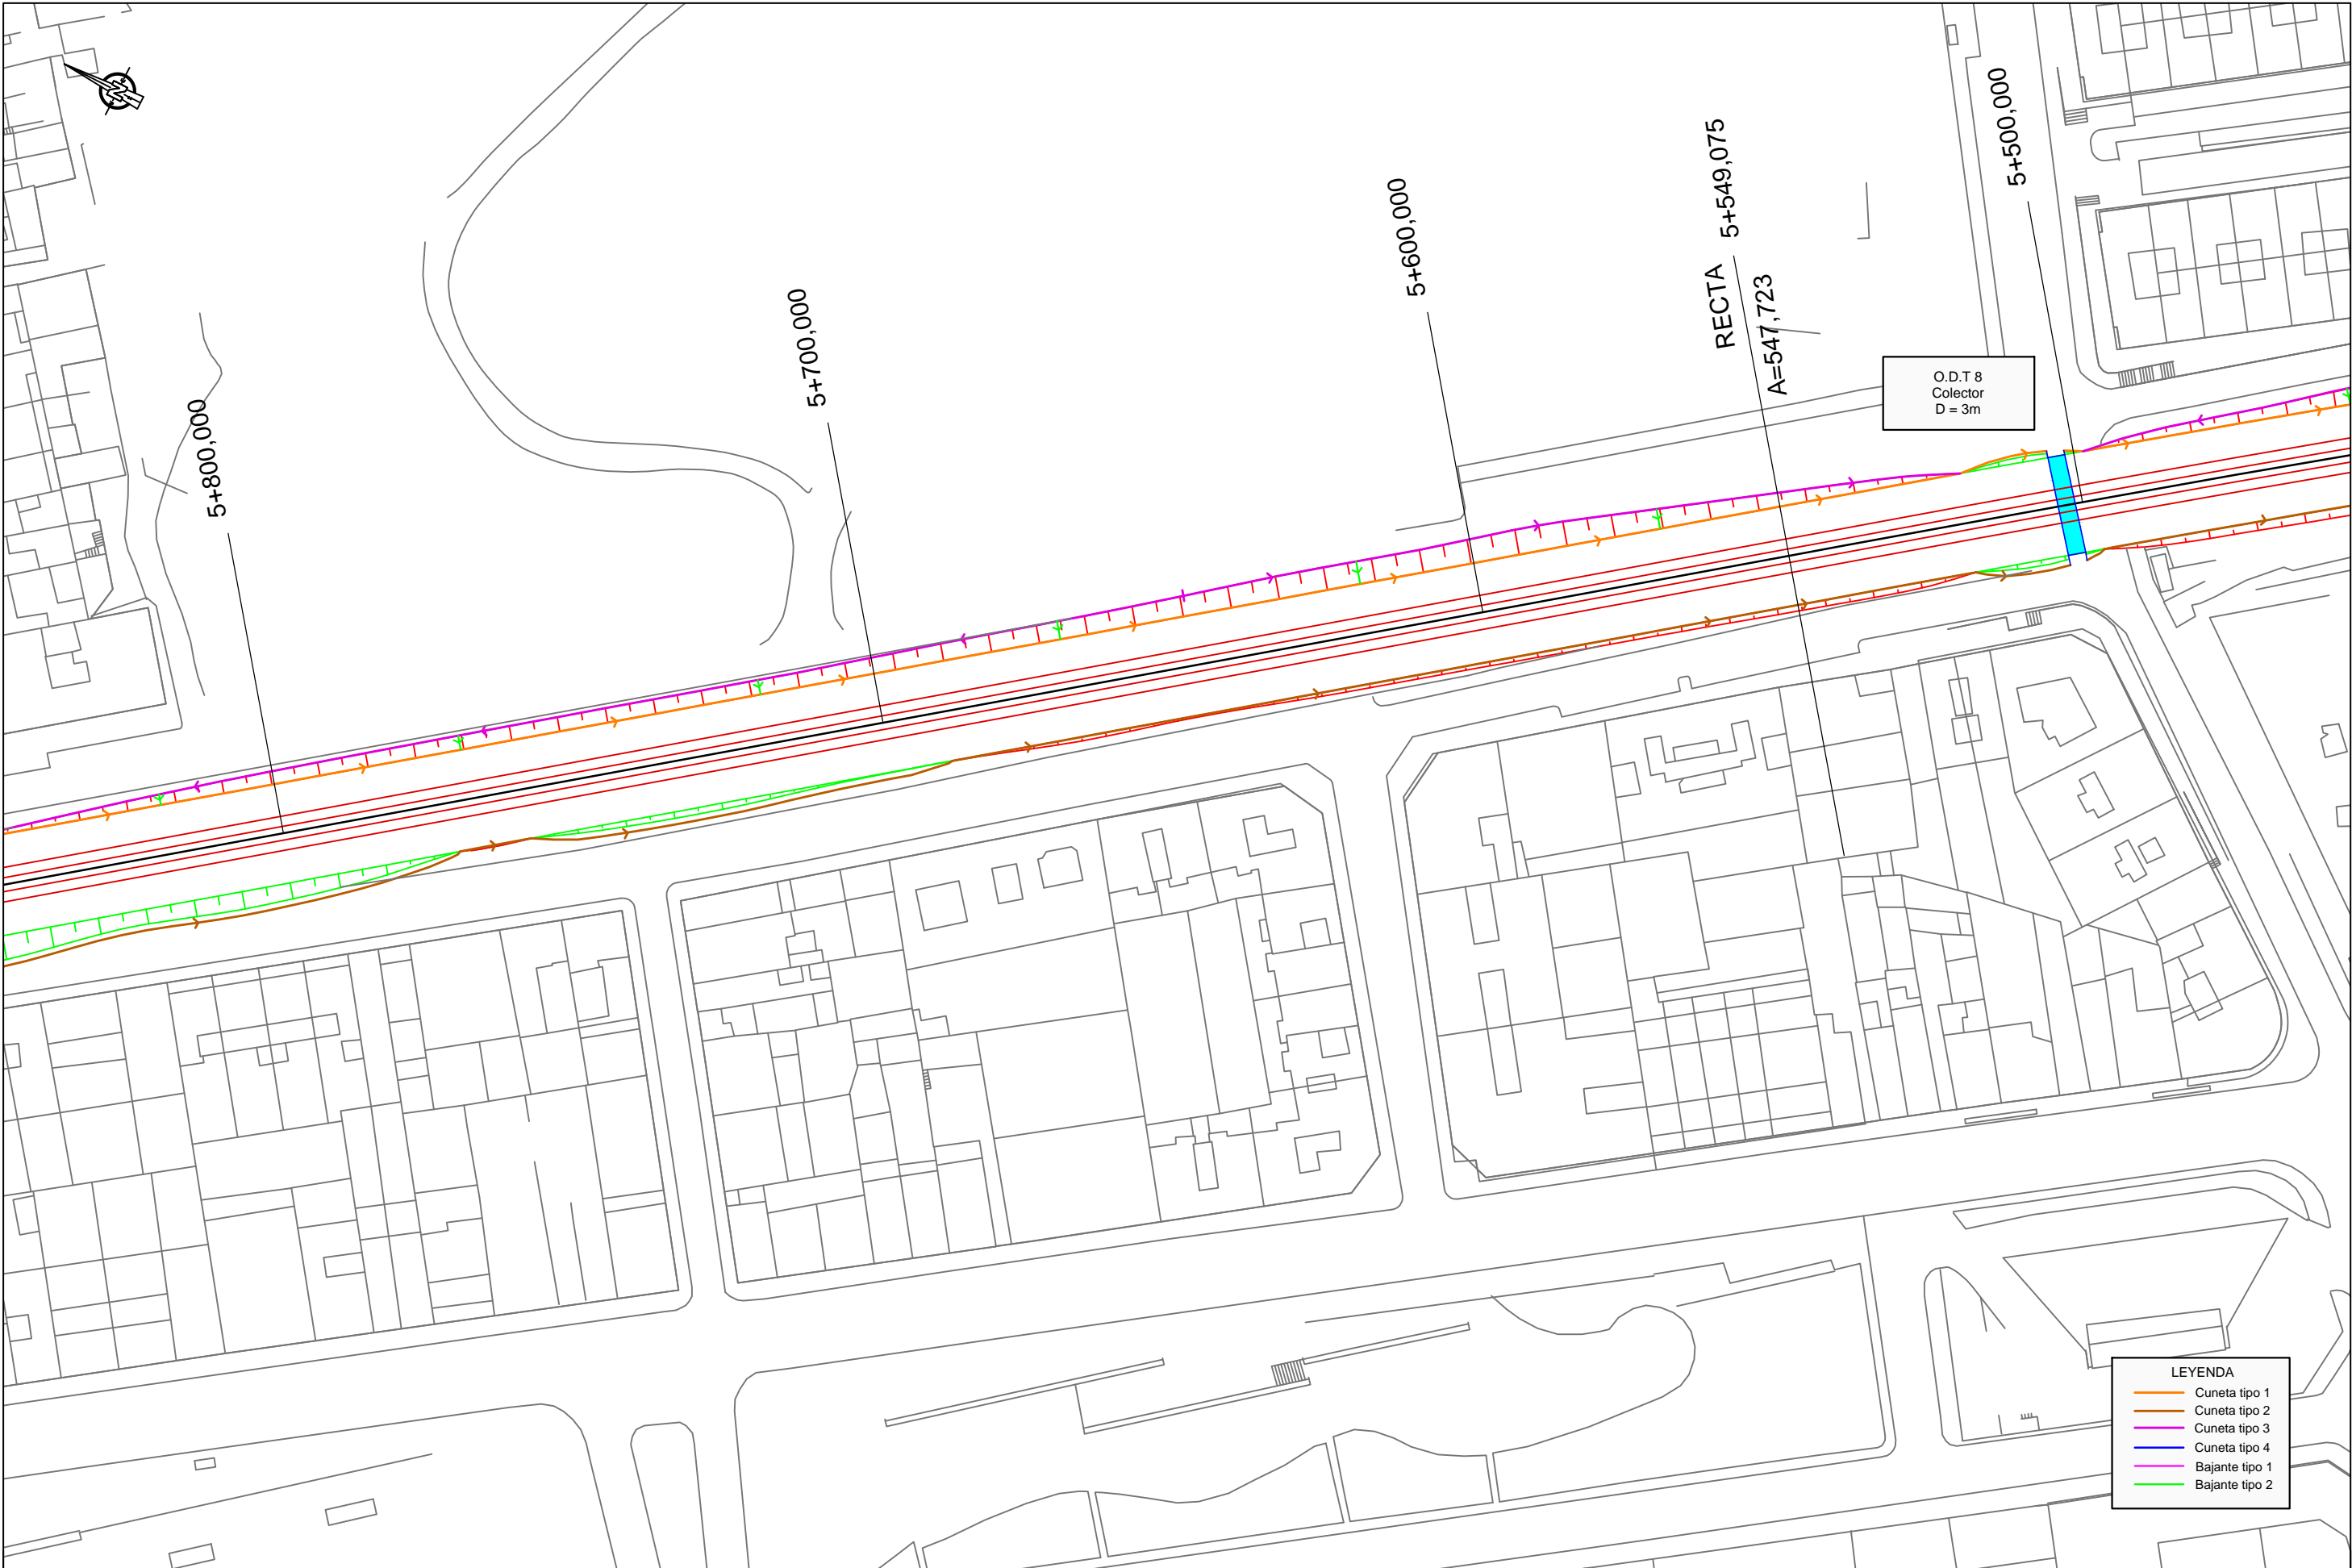 5+800,000
5+700,000
5+600,000
RECTA 5+549,075
A=547,723
5+500,000
O.D.T 8
Colector
D = 3m
N
LEYENDA
Cuneta tipo 1
Cuneta tipo 2
Cuneta tipo 3
Cuneta tipo 4
Bajante tipo 1
Bajante tipo 2